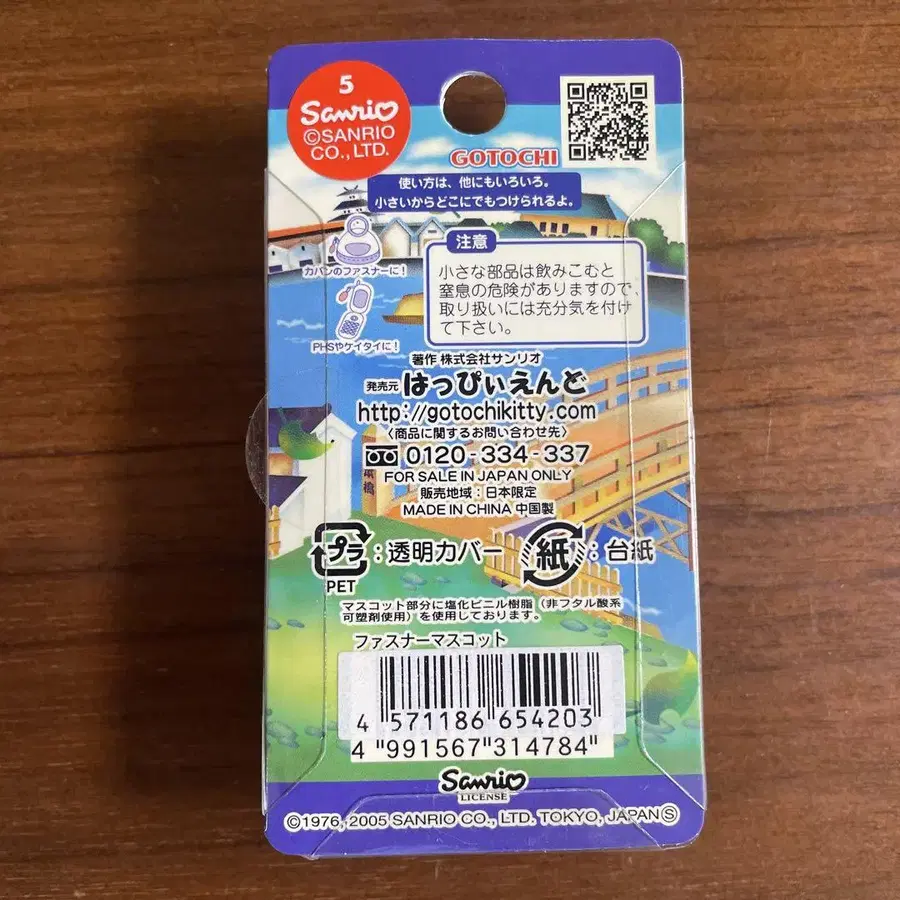 5
Sanrio
©SANRIO
CO., LTD.
GOTOCHI
使い方は、他にもいろいろ。
小さいからどこにでもつけられるよ。
カバンのファスナーに!
PHSやケイタイに!
注意
小さな部品は飲みこむと
窒息の危険がありますので、
取り扱いには充分気を付け
て下さい。
著作 株式会社サンリオ
発売元 はっぴぃえんど
http://gotochikitty.com
〈商品に関するお問い合わせ先〉
0120-334-337
FOR SALE IN JAPAN ONLY
販売地域:日本限定
MADE IN CHINA 中国製
本橋
プラ:透明カバー 紙:台紙
PET
マスコット部分に塩化ビニル樹脂(非フタル酸系
可塑剤使用)を使用しております。
ファスナーマスコット
4 571186 654203
4 991567 314784
Sanrio
LICENSE
©1976, 2005 SANRIO CO., LTD. TOKYO, JAPAN Ⓢ